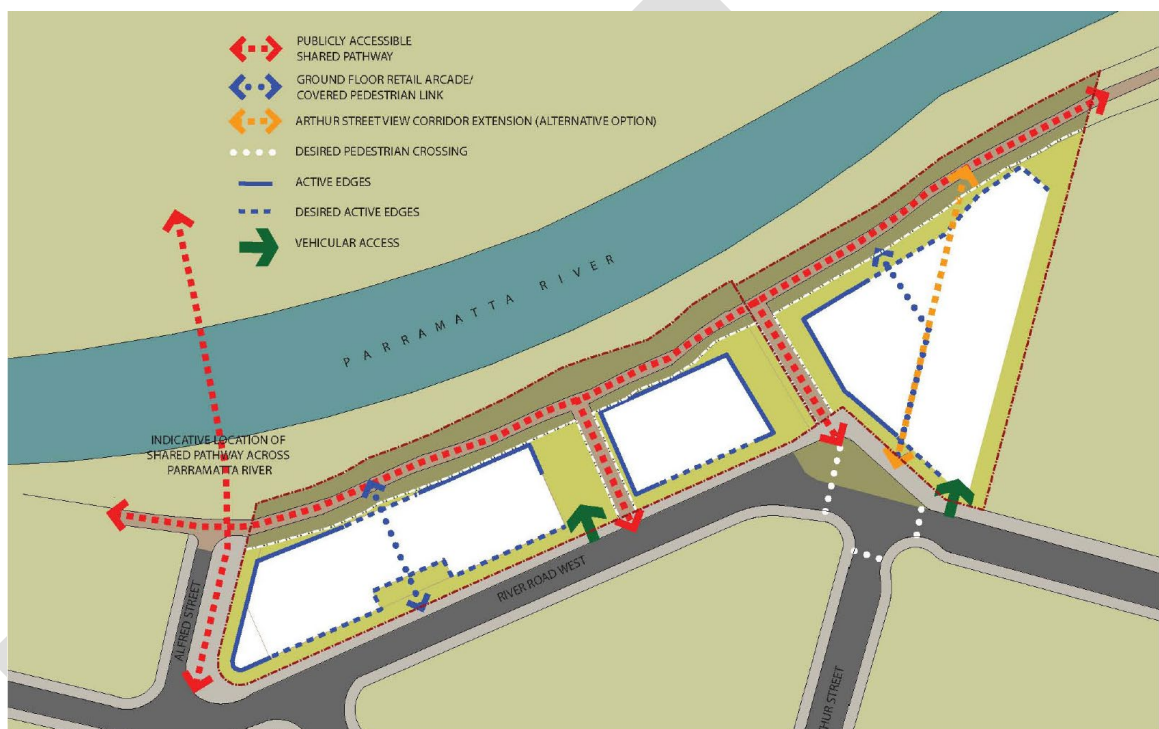 PUBLICLY ACCESSIBLE
SHARED PATHWAY
GROUND FLOOR RETAIL ARCADE/
COVERED PEDESTRIAN LINK
ARTHUR STREET VIEW CORRIDOR EXTENSION (ALTERNATIVE OPTION)
DESIRED PEDESTRIAN CROSSING
ACTIVE EDGES
DESIRED ACTIVE EDGES
VEHICULAR ACCESS
PARRAMATTA RIVER
INDICATIVE LOCATION OF
SHARED PATHWAY ACROSS
PARRAMATTA RIVER
ALFRED STREET
RIVER ROAD WEST
HUR STREET